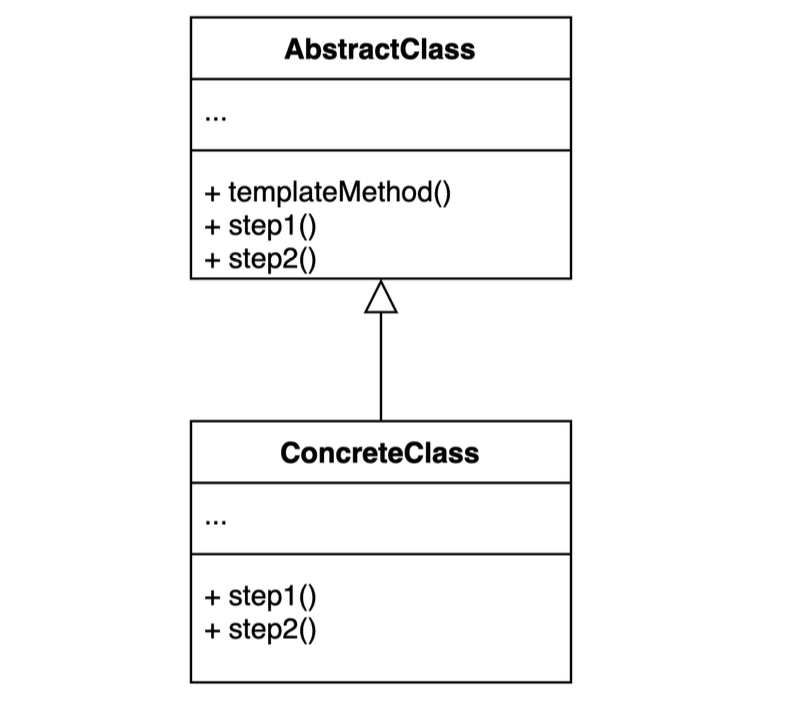 AbstractClass
...
+ templateMethod()
+ step1()
+ step2()
ConcreteClass
...
+ step1()
+ step2()